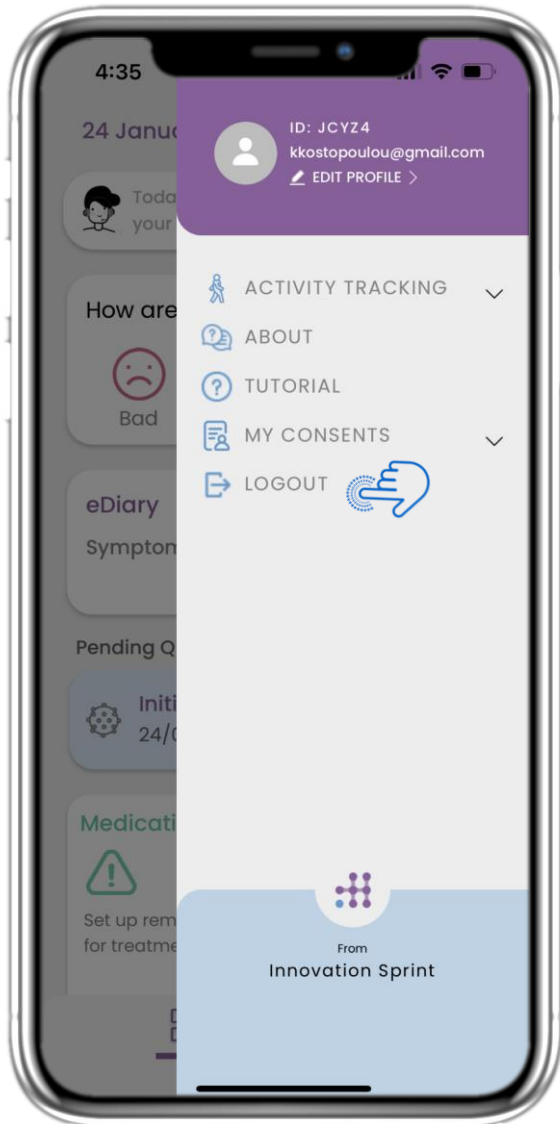 4:35
24 Janua
Toda
your
How are
Bad
eDiary
Symptom
Pending Q
Initi
24/0
Medicati
Set up rem
for treatme
ID: JCYZ4
kkostopoulou@gmail.com
EDIT PROFILE >
ACTIVITY TRACKING
ABOUT
TUTORIAL
MY CONSENTS
LOGOUT
From
Innovation Sprint